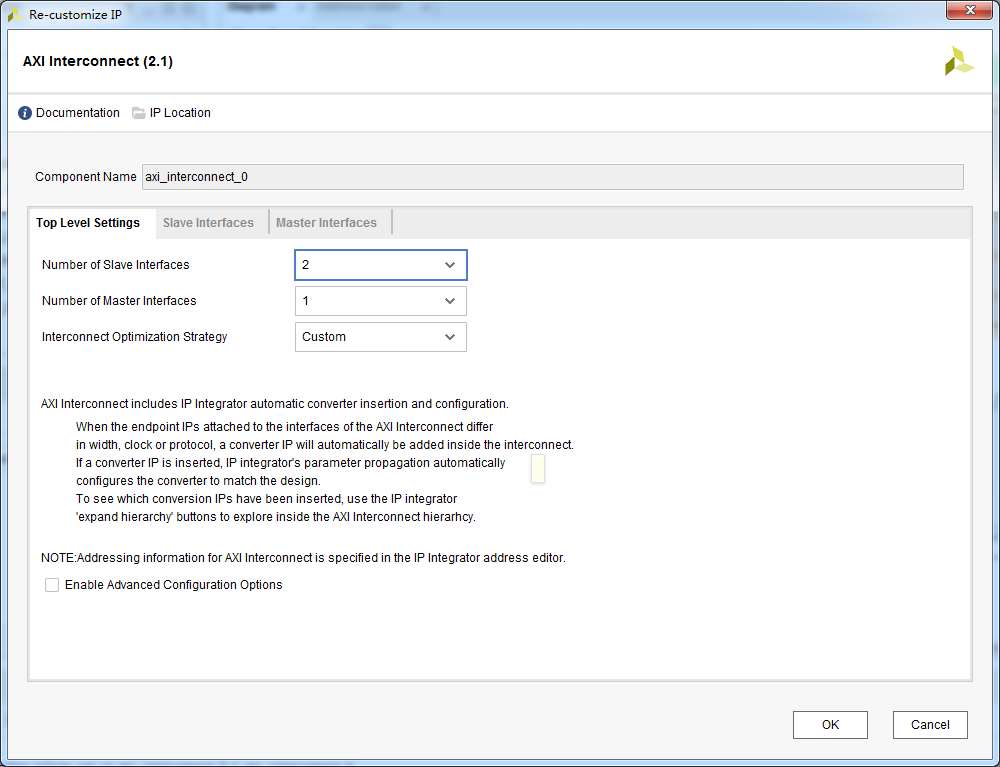 Re-customize IP
AXI Interconnect (2.1)
Documentation IP Location
Component Name axi_interconnect_0
Top Level Settings Slave Interfaces Master Interfaces
Number of Slave Interfaces 2
Number of Master Interfaces 1
Interconnect Optimization Strategy Custom
AXI Interconnect includes IP Integrator automatic converter insertion and configuration.
When the endpoint IPs attached to the interfaces of the AXI Interconnect differ
in width, clock or protocol, a converter IP will automatically be added inside the interconnect.
If a converter IP is inserted, IP integrator's parameter propagation automatically
configures the converter to match the design.
To see which conversion IPs have been inserted, use the IP integrator
'expand hierarchy' buttons to explore inside the AXI Interconnect hierarhcy.
NOTE:Addressing information for AXI Interconnect is specified in the IP Integrator address editor.
Enable Advanced Configuration Options
OK Cancel